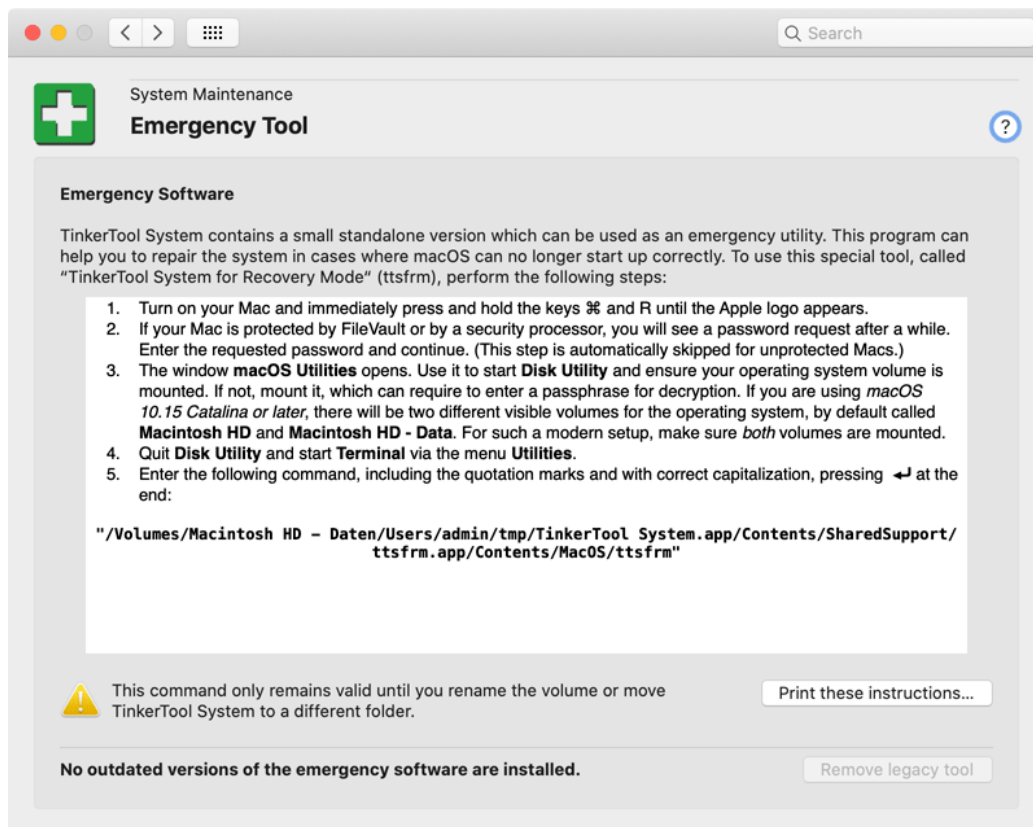 Search
System Maintenance
Emergency Tool
?
Emergency Software
TinkerTool System contains a small standalone version which can be used as an emergency utility. This program can
help you to repair the system in cases where macOS can no longer start up correctly. To use this special tool, called
“TinkerTool System for Recovery Mode“ (ttsfrm), perform the following steps:
1. Turn on your Mac and immediately press and hold the keys ⌘ and R until the Apple logo appears.
2. If your Mac is protected by FileVault or by a security processor, you will see a password request after a while.
Enter the requested password and continue. (This step is automatically skipped for unprotected Macs.)
3. The window macOS Utilities opens. Use it to start Disk Utility and ensure your operating system volume is
mounted. If not, mount it, which can require to enter a passphrase for decryption. If you are using macOS
10.15 Catalina or later, there will be two different visible volumes for the operating system, by default called
Macintosh HD and Macintosh HD - Data. For such a modern setup, make sure both volumes are mounted.
4. Quit Disk Utility and start Terminal via the menu Utilities.
5. Enter the following command, including the quotation marks and with correct capitalization, pressing ↵ at the
end:
"/Volumes/Macintosh HD – Daten/Users/admin/tmp/TinkerTool System.app/Contents/SharedSupport/
ttsfrm.app/Contents/MacOS/ttsfrm"
This command only remains valid until you rename the volume or move
TinkerTool System to a different folder.
Print these instructions...
No outdated versions of the emergency software are installed.
Remove legacy tool